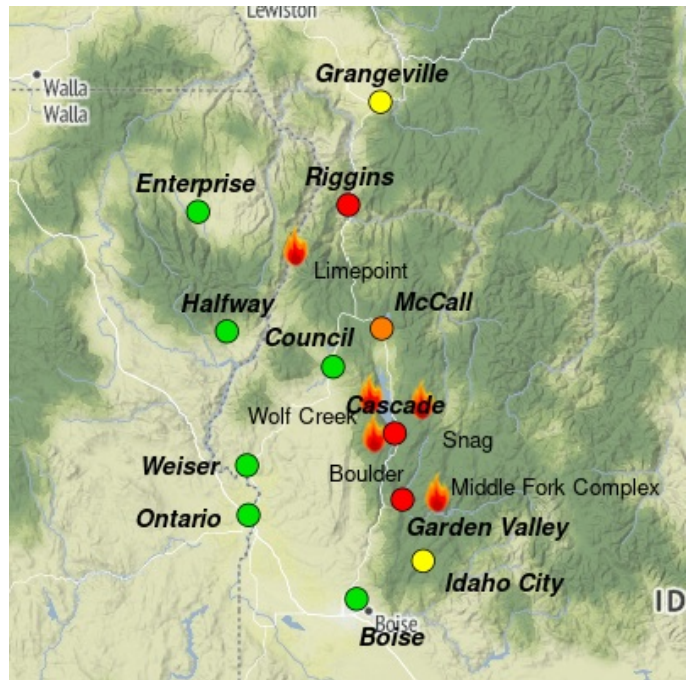 Lewiston
Grangeville
Walla
Walla
Enterprise
Riggins
Limepoint
Halfway
McCall
Council
Cascade
Wolf Creek
Snag
Weiser
Boulder
Middle Fork Complex
Ontario
Garden Valley
Idaho City
ID
Boise
Boise